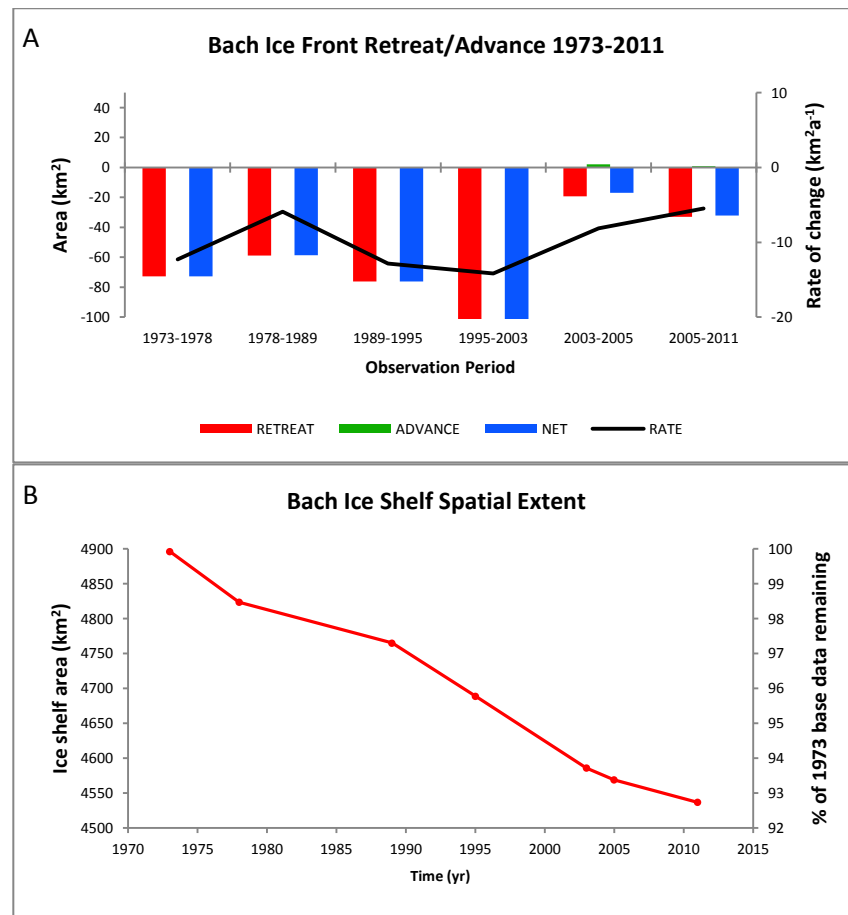 A
Bach Ice Front Retreat/Advance 1973-2011
Area (km²)
40
20
0
-20
-40
-60
-80
-100
10
0
-10
-20
Rate of change (km²a⁻¹)
1973-1978 1978-1989 1989-1995 1995-2003 2003-2005 2005-2011
Observation Period
RETREAT ADVANCE NET RATE
B
Bach Ice Shelf Spatial Extent
Ice shelf area (km²)
4900
4850
4800
4750
4700
4650
4600
4550
4500
100
99
98
97
96
95
94
93
92
% of 1973 base data remaining
1970 1975 1980 1985 1990 1995 2000 2005 2010 2015
Time (yr)